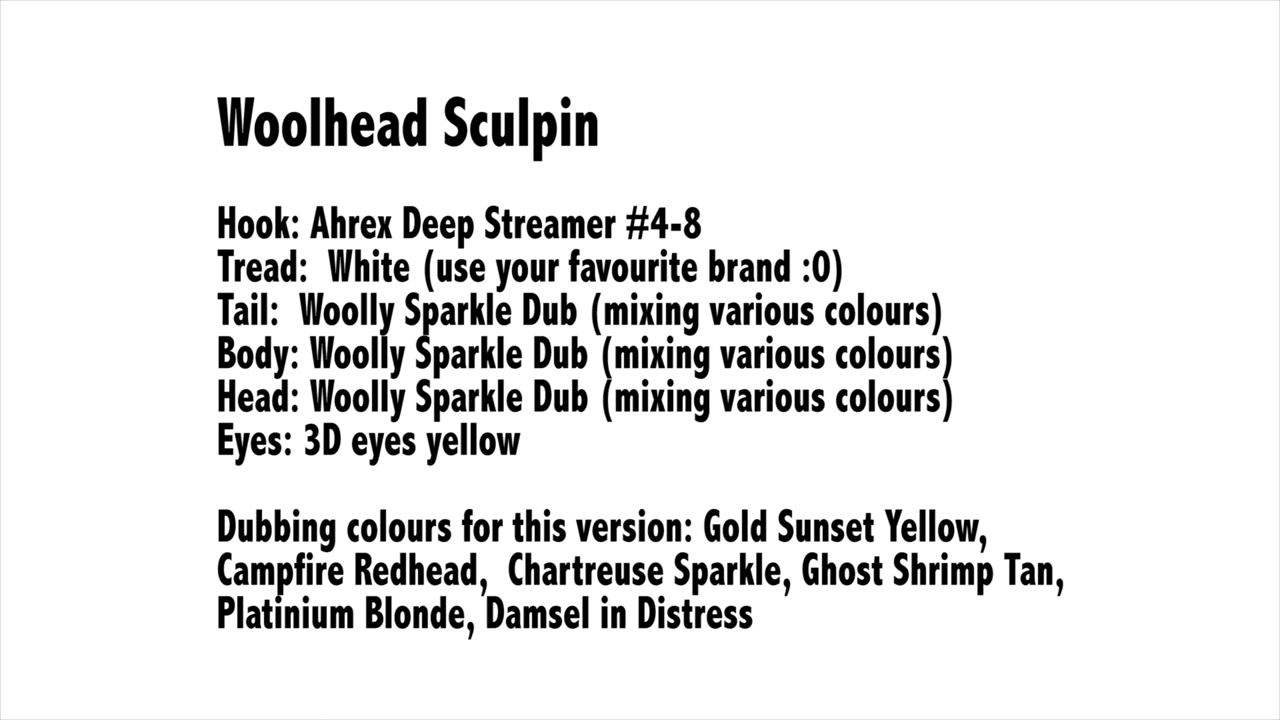 Woolhead Sculpin
Hook: Ahrex Deep Streamer #4-8
Tread:  White (use your favourite brand :0)
Tail:  Woolly Sparkle Dub (mixing various colours)
Body: Woolly Sparkle Dub (mixing various colours)
Head: Woolly Sparkle Dub (mixing various colours)
Eyes: 3D eyes yellow
Dubbing colours for this version: Gold Sunset Yellow,
Campfire Redhead,  Chartreuse Sparkle, Ghost Shrimp Tan,
Platinium Blonde, Damsel in Distress